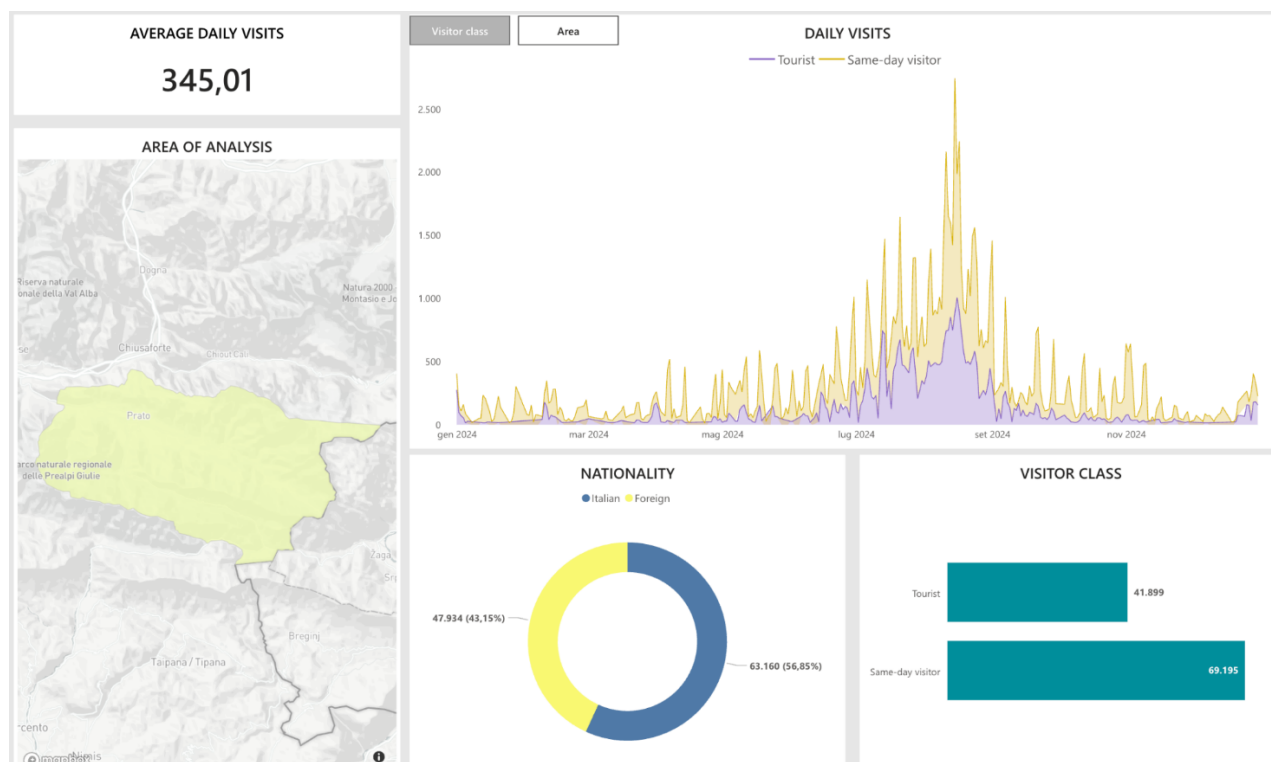 AVERAGE DAILY VISITS
345,01
AREA OF ANALYSIS
Dogna
Riserva naturale
onale della Val Alba
Natura 2000
Montasio e Jo
Chiusaforte
Chiout Cali
Prato
arco naturale regionale
delle Prealpi Giulie
Žaga
Breginj
Taipana / Tipana
rcento
Nimis
Visitor class
Area
DAILY VISITS
Tourist
Same-day visitor
2.500
2.000
1.500
1.000
500
0
gen 2024
mar 2024
mag 2024
lug 2024
set 2024
nov 2024
NATIONALITY
Italian
Foreign
47.934 (43,15%)
63.160 (56,85%)
VISITOR CLASS
Tourist
41.899
Same-day visitor
69.195